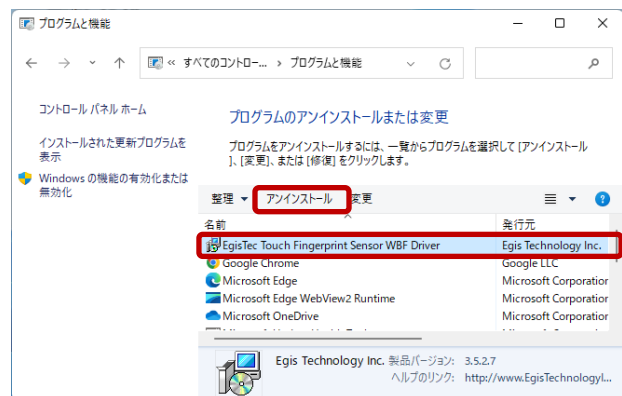 プログラムと機能
« すべてのコントロー... › プログラムと機能
コントロール パネル ホーム
インストールされた更新プログラムを
表示
Windows の機能の有効化または
無効化
プログラムのアンインストールまたは変更
プログラムをアンインストールするには、一覧からプログラムを選択して [アンインストール
]、[変更]、または [修復] をクリックします。
整理 アンインストール 変更
名前 発行元
EgisTec Touch Fingerprint Sensor WBF Driver Egis Technology Inc.
Google Chrome Google LLC
Microsoft Edge Microsoft Corporation
Microsoft Edge WebView2 Runtime Microsoft Corporation
Microsoft OneDrive Microsoft Corporation
Egis Technology Inc. 製品バージョン: 3.5.2.7
ヘルプのリンク: http://www.EgisTechnologyI...